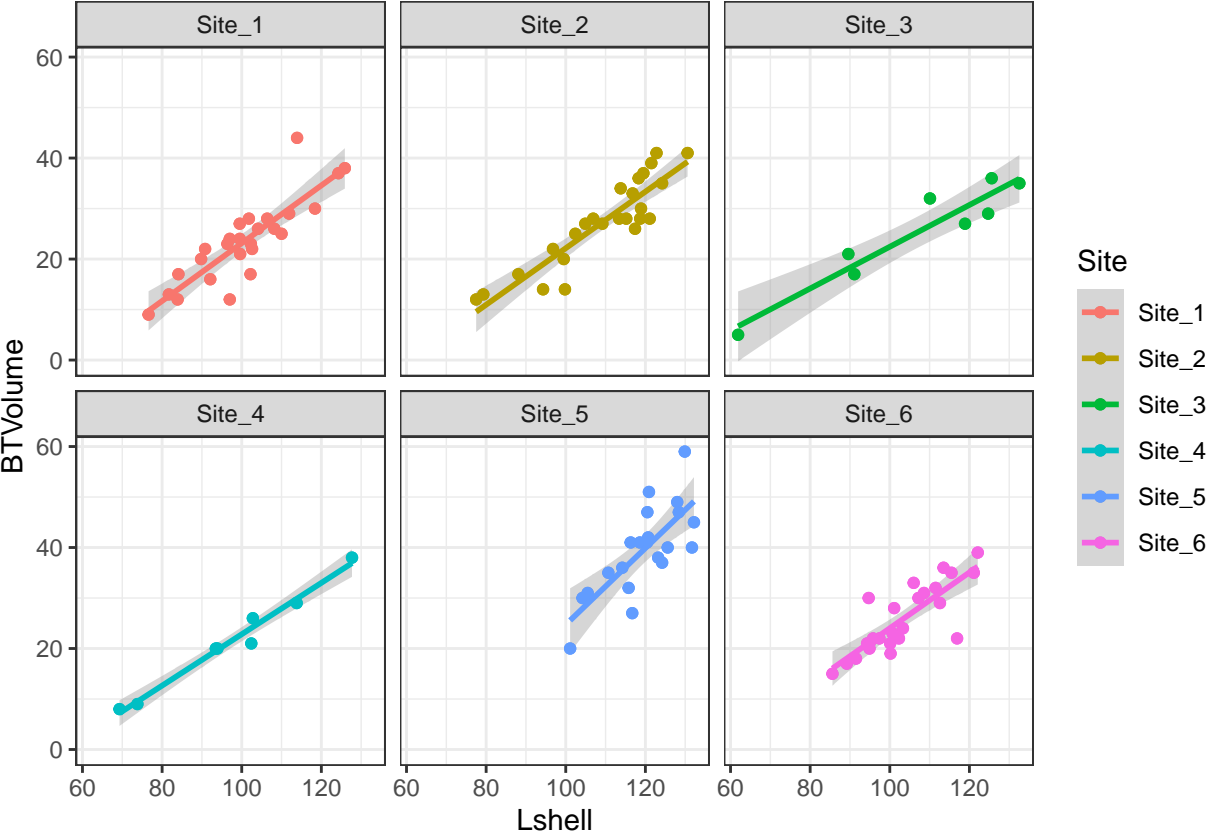 Site_1 Site_2 Site_3
60
40
20
0
Site_4 Site_5 Site_6
60
40
20
0
60 80 100 120 60 80 100 120 60 80 100 120
Lshell
BTVolume
Site
Site_1
Site_2
Site_3
Site_4
Site_5
Site_6